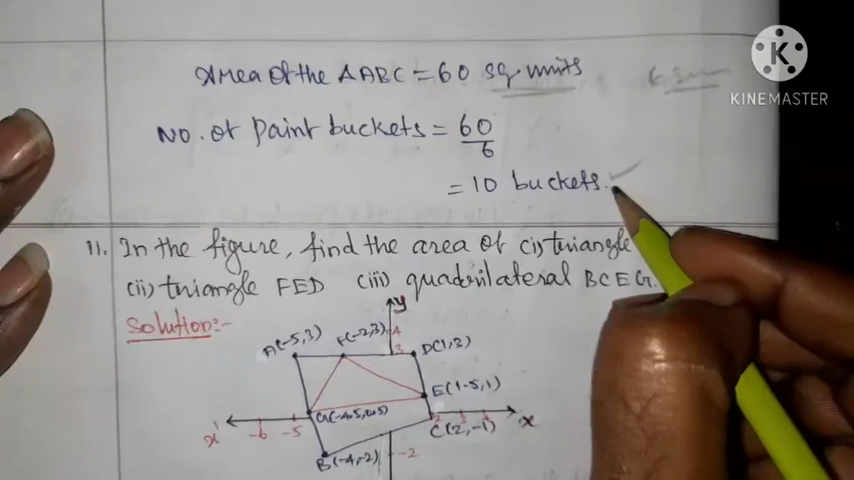 Area of the ΔABC = 60 sq. units
No. of paint buckets = 60/6
= 10 buckets.
11. In the figure, find the area of (i) triangle
(ii) triangle FED (iii) quadrilateral BCEG.
Solution:-
y
4
A(-5,3) F(-2,3) 3 D(1,3)
E(1.5,1)
G(-4.5,0.5)
x' -6 -5 2 x
C(2,-1)
B(-4,-2) -2
K
KINEMASTER